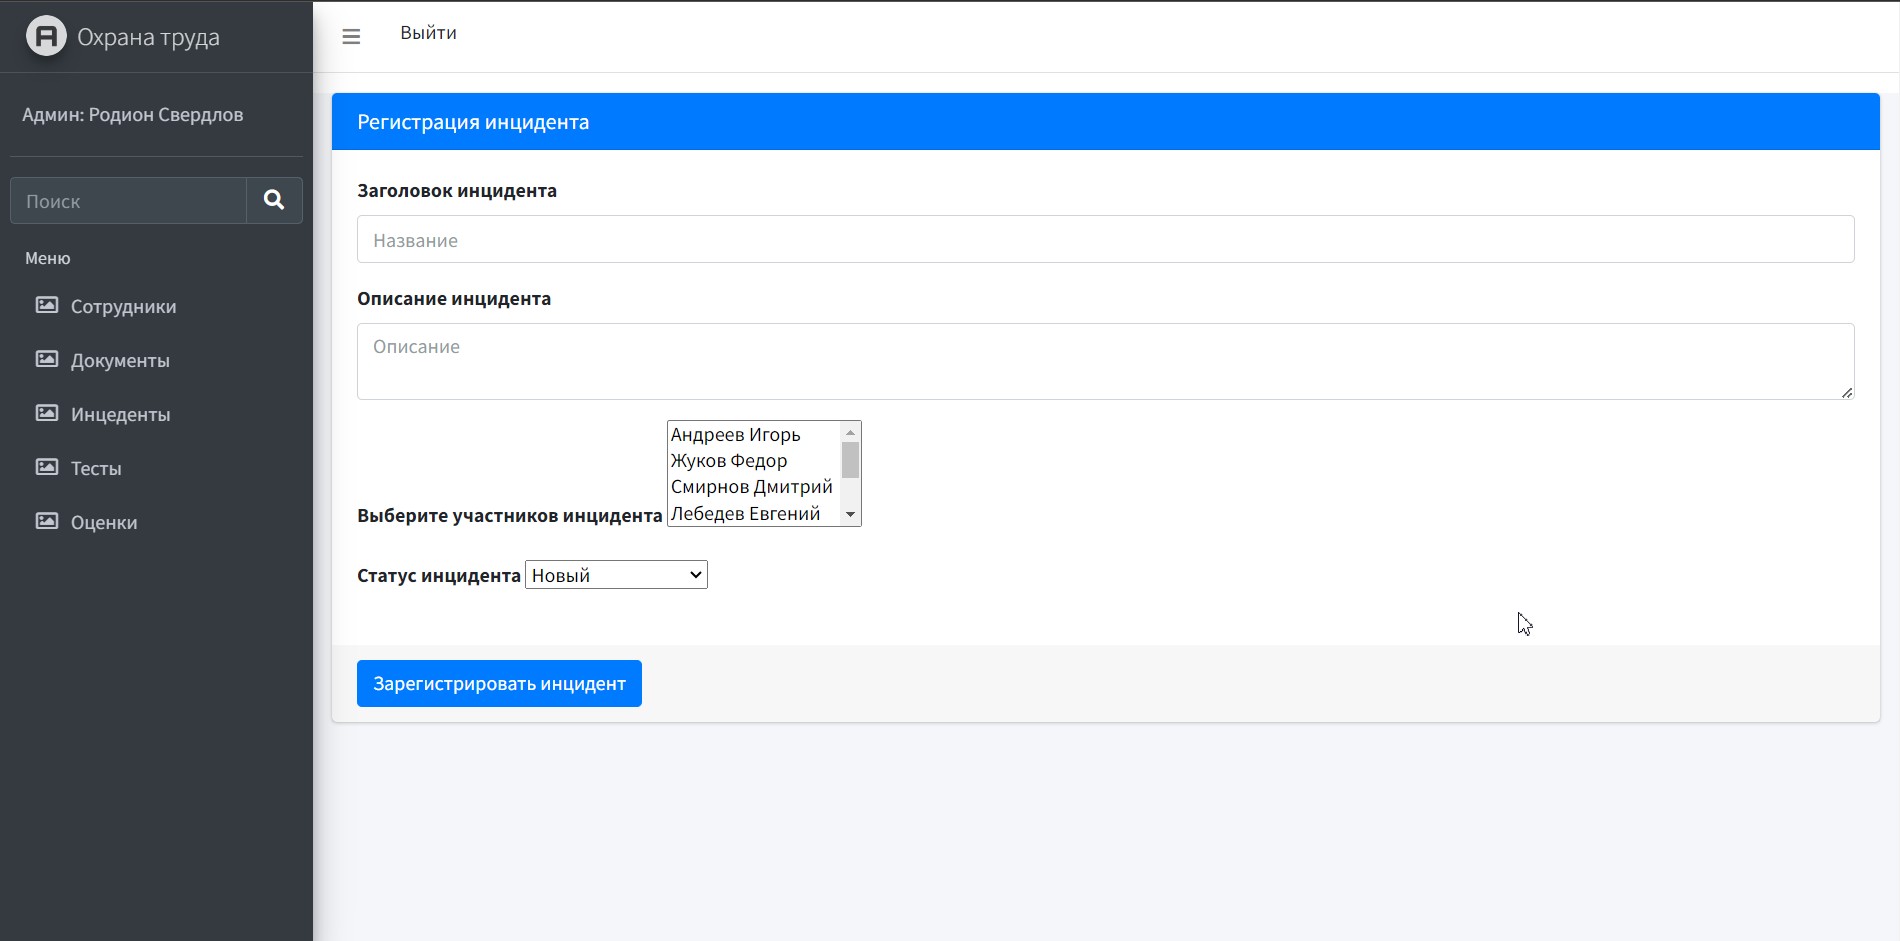 Охрана труда
Выйти
Админ: Родион Свердлов
Поиск
Меню
Сотрудники
Документы
Инцеденты
Тесты
Оценки
Регистрация инцидента
Заголовок инцидента
Название
Описание инцидента
Описание
Выберите участников инцидента
Андреев Игорь
Жуков Федор
Смирнов Дмитрий
Лебедев Евгений
Статус инцидента
Новый
Зарегистрировать инцидент